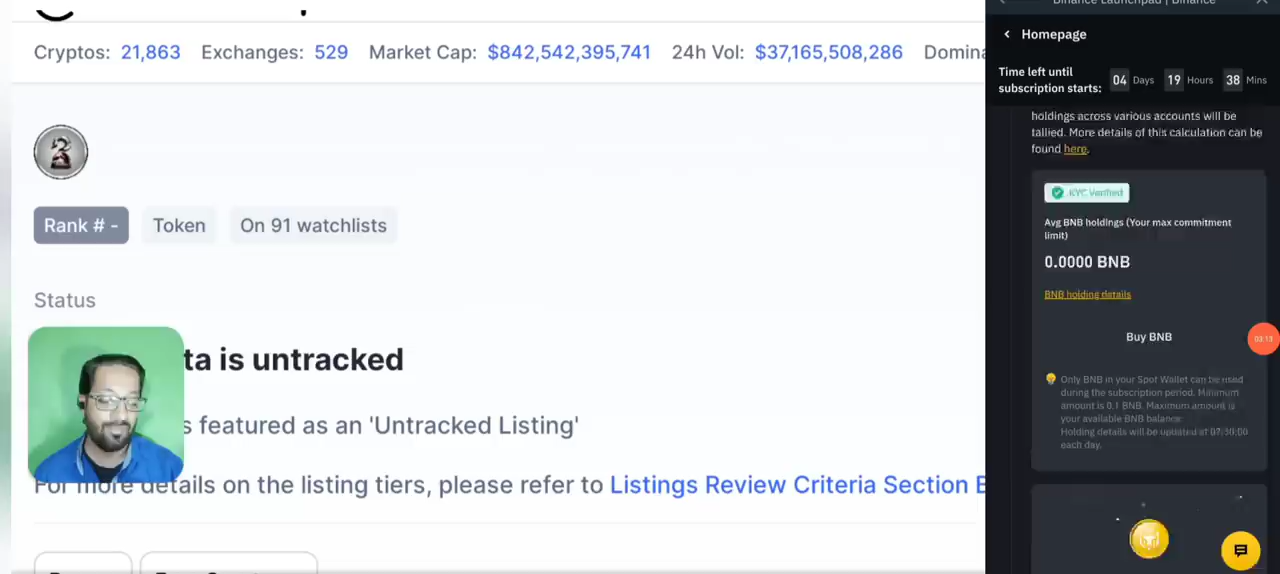 Cryptos: 21,863 Exchanges: 529 Market Cap: $842,542,395,741 24h Vol: $37,165,508,286 Domina
Rank # - Token On 91 watchlists
Status
ta is untracked
s featured as an 'Untracked Listing'
For more details on the listing tiers, please refer to Listings Review Criteria Section B
Binance Launchpad | Binance
Homepage
Time left until
subscription starts: 04 Days 19 Hours 38 Mins
holdings across various accounts will be
tallied. More details of this calculation can be
found here.
KYC Verified
Avg BNB holdings (Your max commitment
limit)
0.0000 BNB
BNB holding details
Buy BNB
03:13
Only BNB in your Spot Wallet can be used
during the subscription period. Minimum
amount is 0.1 BNB. Maximum amount is
your available BNB balance.
Holding details will be updated at 07:30:00
each day.